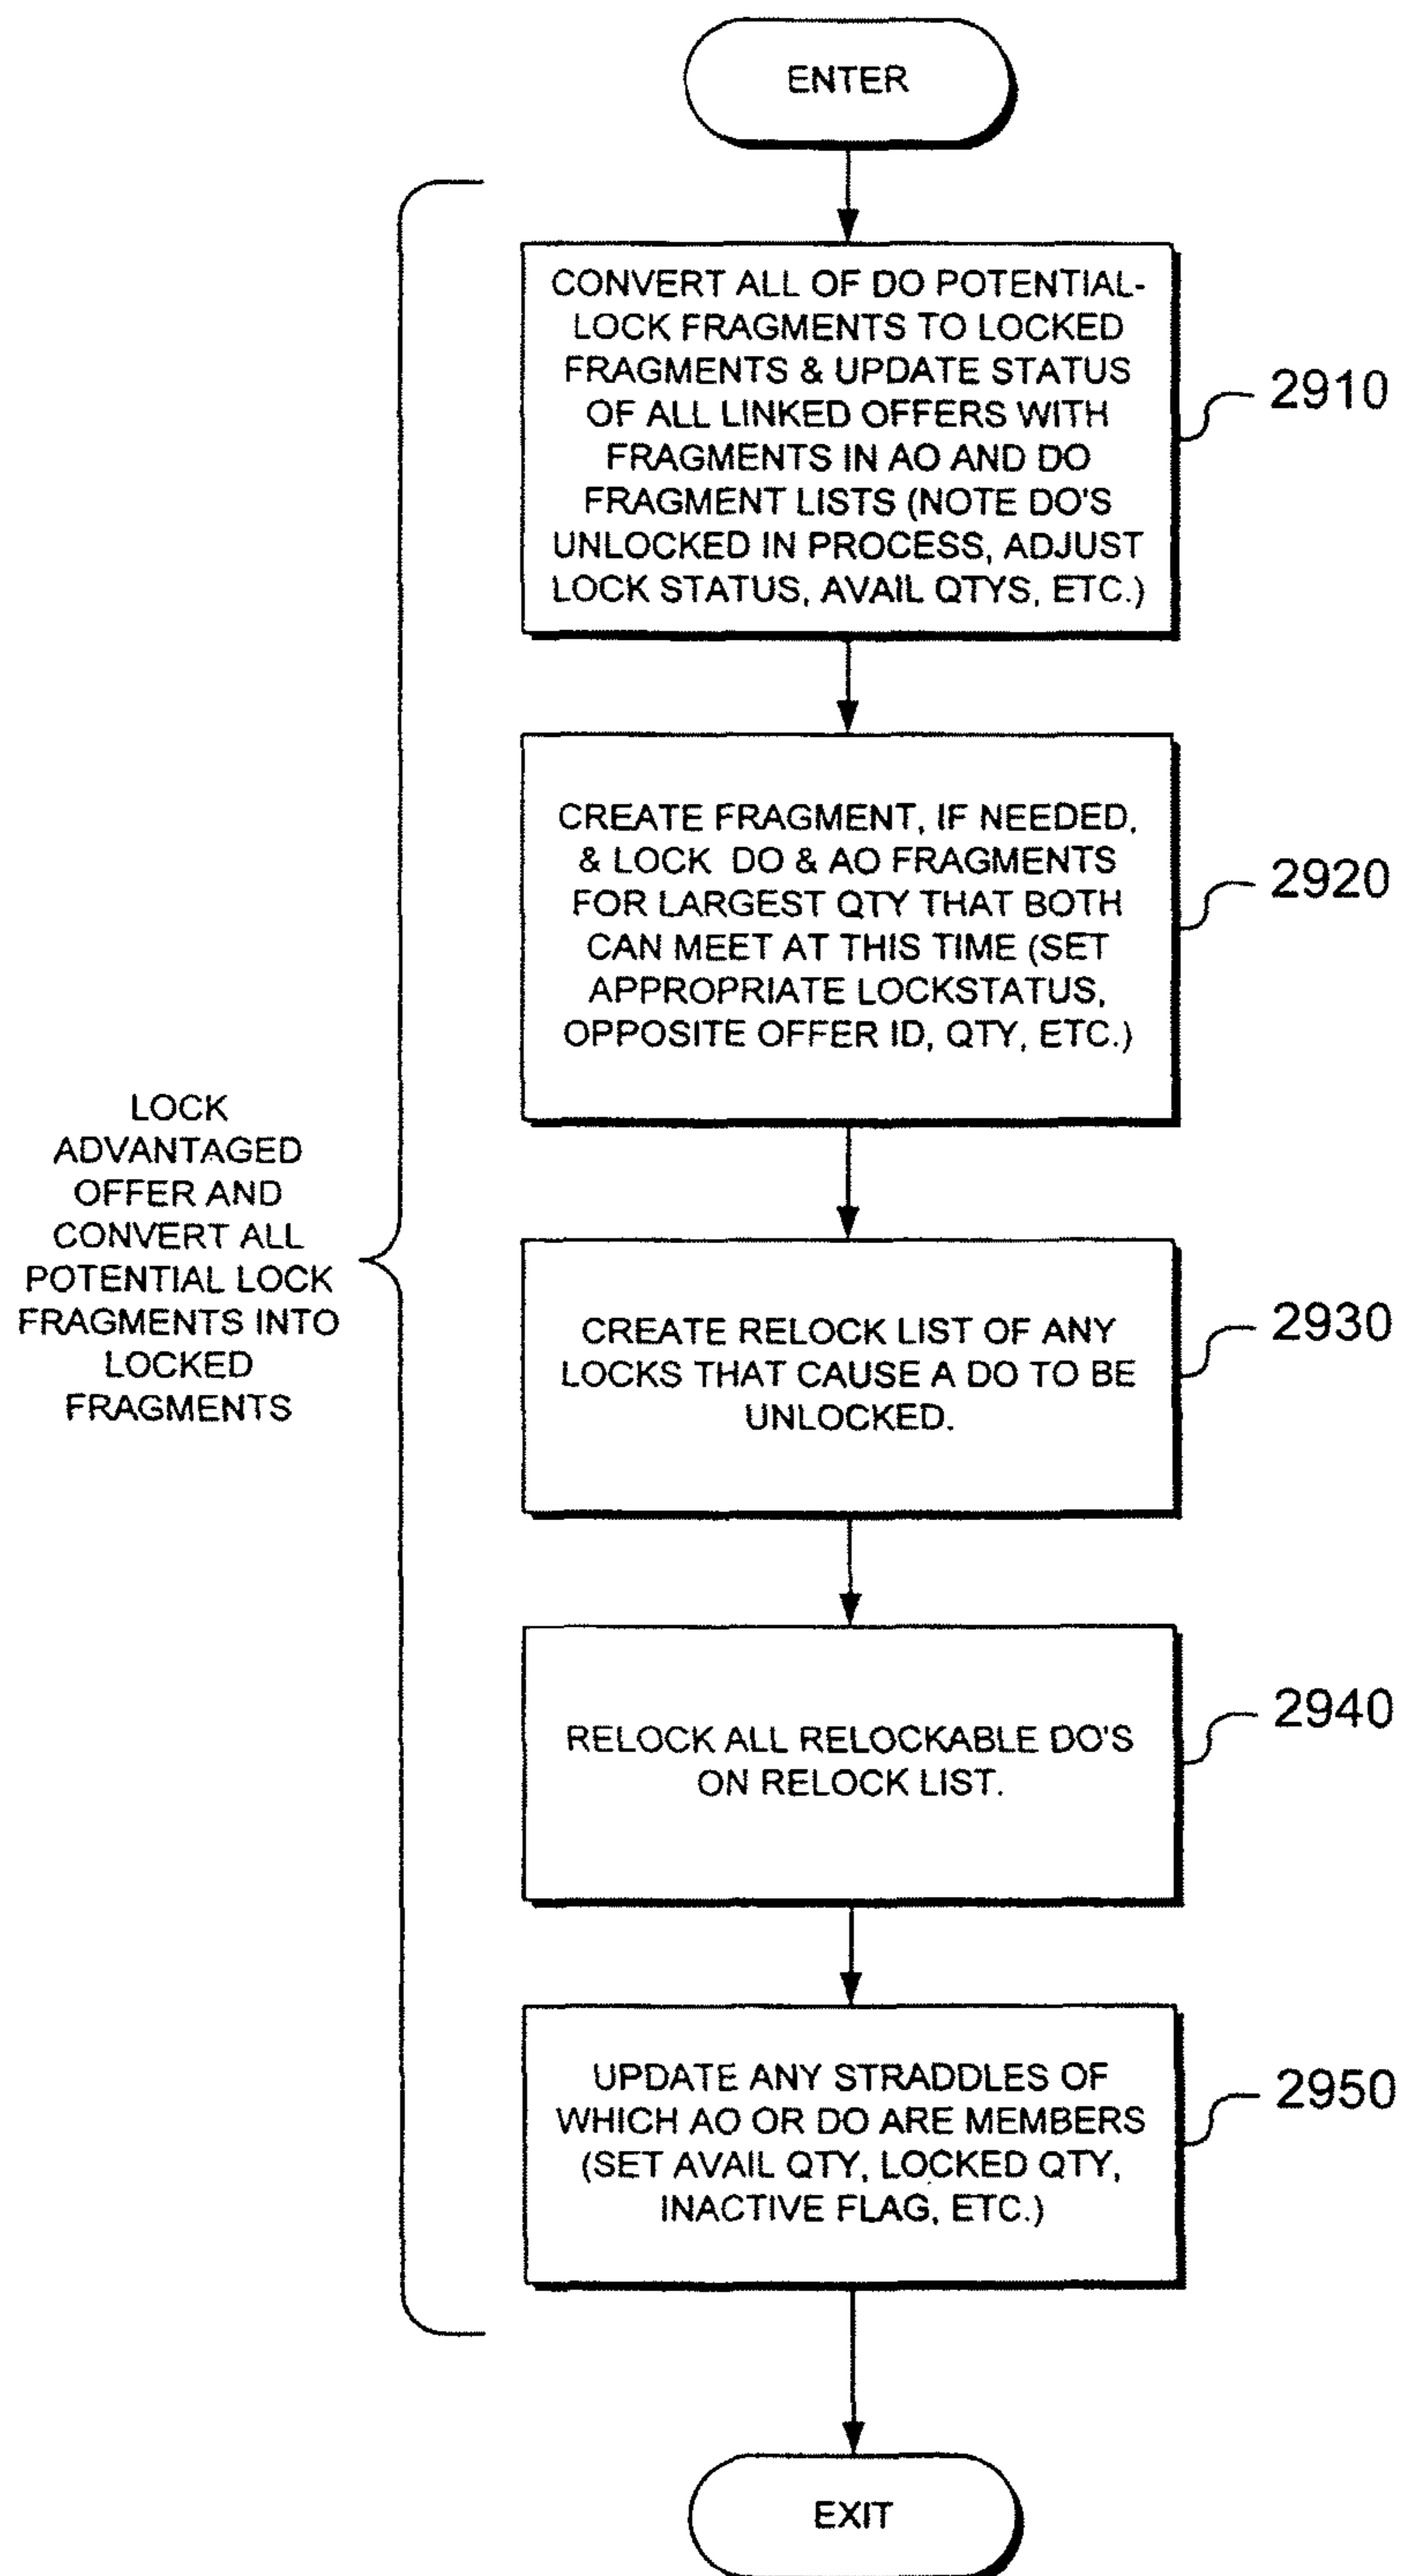 ENTER
CONVERT ALL OF DO POTENTIAL-
LOCK FRAGMENTS TO LOCKED
FRAGMENTS & UPDATE STATUS
OF ALL LINKED OFFERS WITH
FRAGMENTS IN AO AND DO
FRAGMENT LISTS (NOTE DO'S
UNLOCKED IN PROCESS, ADJUST
LOCK STATUS, AVAIL QTYS, ETC.)
2910
CREATE FRAGMENT, IF NEEDED,
& LOCK DO & AO FRAGMENTS
FOR LARGEST QTY THAT BOTH
CAN MEET AT THIS TIME (SET
APPROPRIATE LOCKSTATUS,
OPPOSITE OFFER ID, QTY, ETC.)
2920
LOCK
ADVANTAGED
OFFER AND
CONVERT ALL
POTENTIAL LOCK
FRAGMENTS INTO
LOCKED
FRAGMENTS
CREATE RELOCK LIST OF ANY
LOCKS THAT CAUSE A DO TO BE
UNLOCKED.
2930
RELOCK ALL RELOCKABLE DO'S
ON RELOCK LIST.
2940
UPDATE ANY STRADDLES OF
WHICH AO OR DO ARE MEMBERS
(SET AVAIL QTY, LOCKED QTY,
INACTIVE FLAG, ETC.)
2950
EXIT